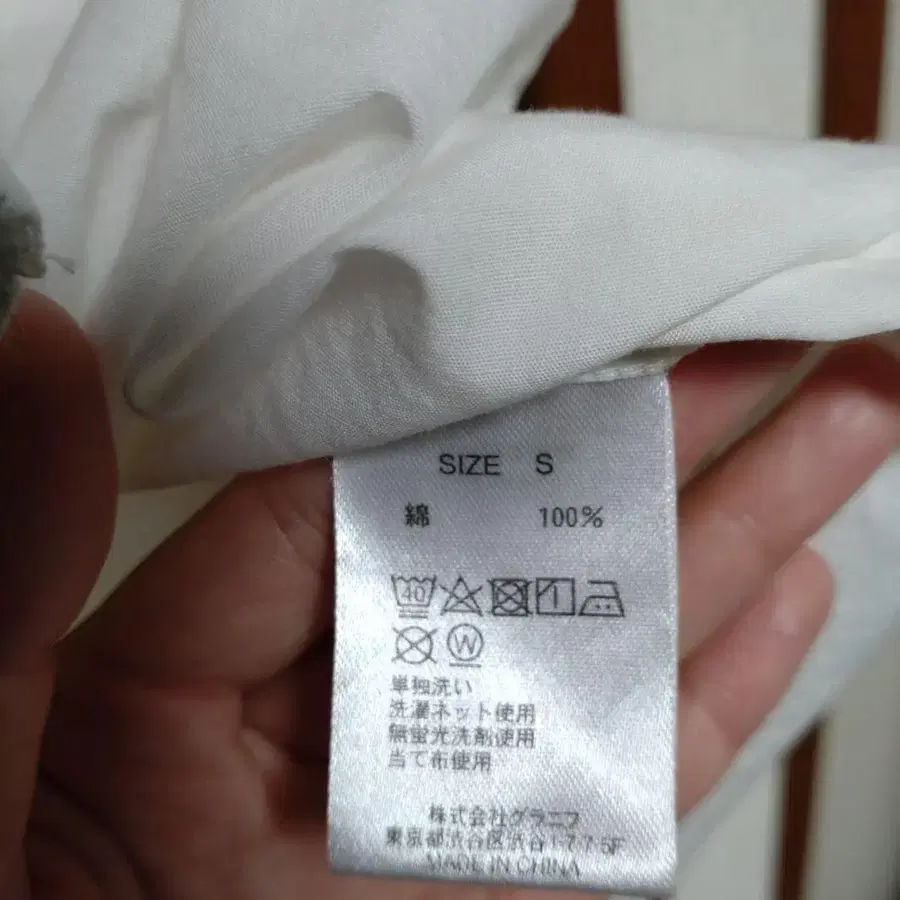 SIZE S
綿 100%
40
W
単独洗い
洗濯ネット使用
無蛍光洗剤使用
当て布使用
株式会社グラニフ
東京都渋谷区渋谷1-7-7 5F
MADE IN CHINA